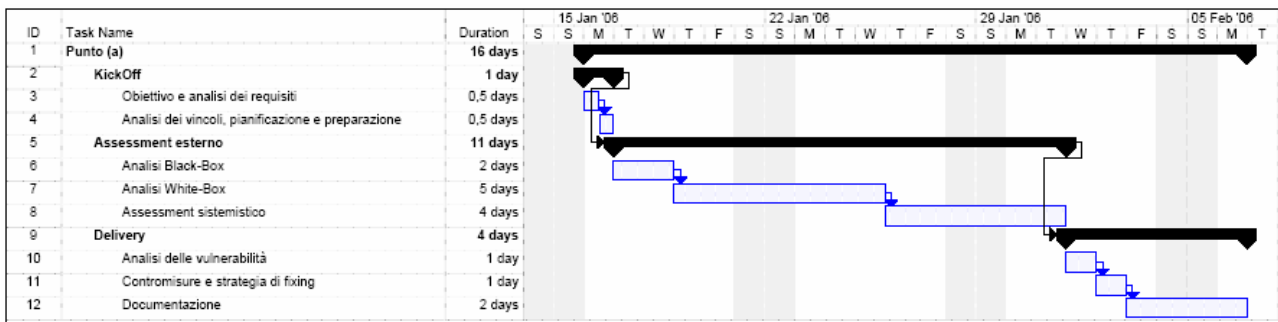 15 Jan '06 22 Jan '06 29 Jan '06 05 Feb '06
ID Task Name Duration S S M T W T F S S M T W T F S S M T W T F S S M T
1 Punto (a) 16 days
2 KickOff 1 day
3 Obiettivo e analisi dei requisiti 0,5 days
4 Analisi dei vincoli, pianificazione e preparazione 0,5 days
5 Assessment esterno 11 days
6 Analisi Black-Box 2 days
7 Analisi White-Box 5 days
8 Assessment sistemistico 4 days
9 Delivery 4 days
10 Analisi delle vulnerabilità 1 day
11 Contromisure e strategia di fixing 1 day
12 Documentazione 2 days